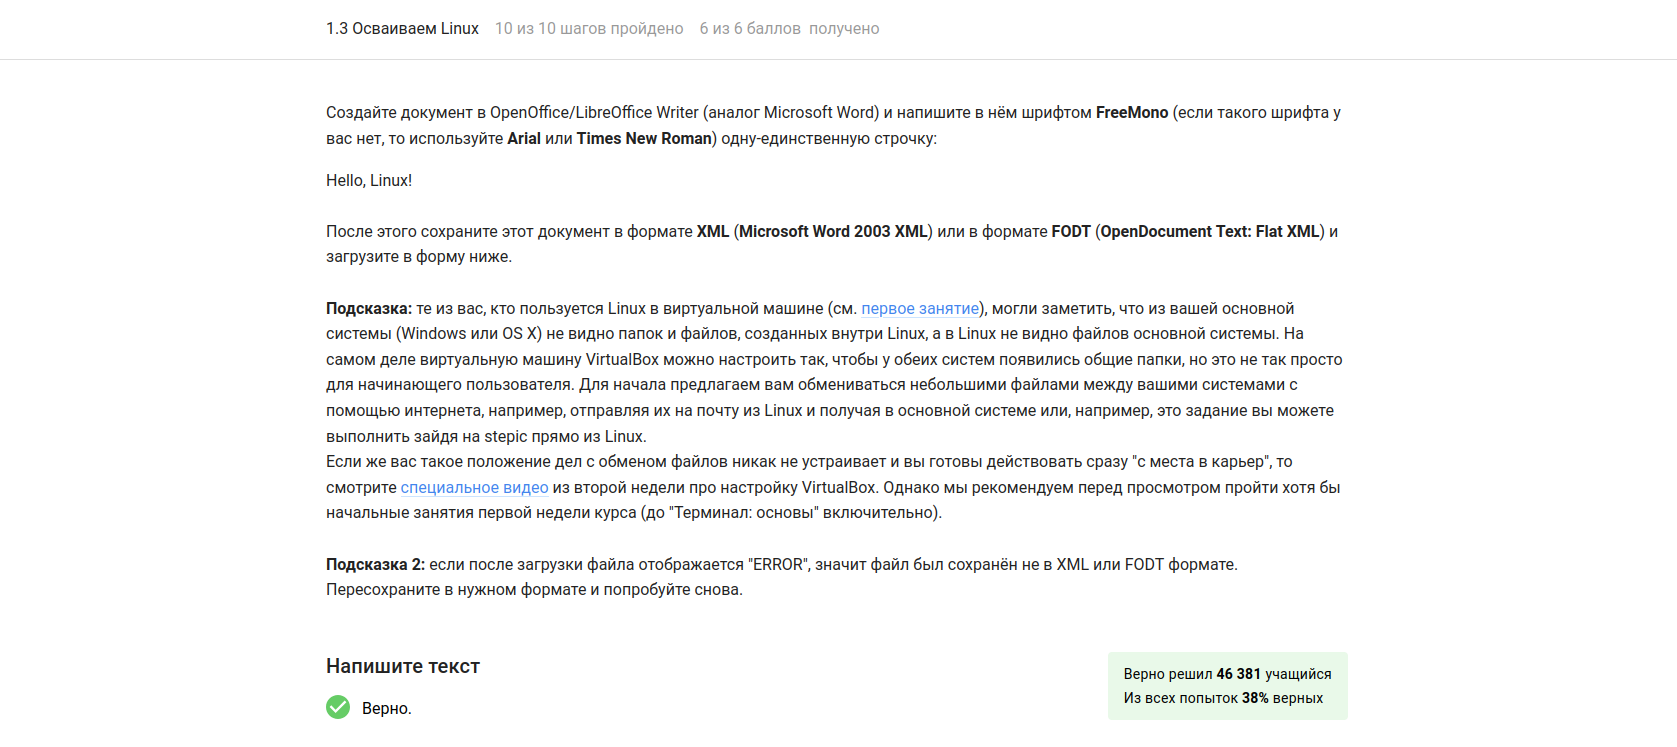 1.3 Осваиваем Linux 10 из 10 шагов пройдено 6 из 6 баллов получено
Создайте документ в OpenOffice/LibreOffice Writer (аналог Microsoft Word) и напишите в нём шрифтом FreeMono (если такого шрифта у
вас нет, то используйте Arial или Times New Roman) одну-единственную строчку:
Hello, Linux!
После этого сохраните этот документ в формате XML (Microsoft Word 2003 XML) или в формате FODT (OpenDocument Text: Flat XML) и
загрузите в форму ниже.
Подсказка: те из вас, кто пользуется Linux в виртуальной машине (см. первое занятие), могли заметить, что из вашей основной
системы (Windows или OS X) не видно папок и файлов, созданных внутри Linux, а в Linux не видно файлов основной системы. На
самом деле виртуальную машину VirtualBox можно настроить так, чтобы у обеих систем появились общие папки, но это не так просто
для начинающего пользователя. Для начала предлагаем вам обмениваться небольшими файлами между вашими системами с
помощью интернета, например, отправляя их на почту из Linux и получая в основной системе или, например, это задание вы можете
выполнить зайдя на stepic прямо из Linux.
Если же вас такое положение дел с обменом файлов никак не устраивает и вы готовы действовать сразу "с места в карьер", то
смотрите специальное видео из второй недели про настройку VirtualBox. Однако мы рекомендуем перед просмотром пройти хотя бы
начальные занятия первой недели курса (до "Терминал: основы" включительно).
Подсказка 2: если после загрузки файла отображается "ERROR", значит файл был сохранён не в XML или FODT формате.
Пересохраните в нужном формате и попробуйте снова.
Напишите текст
Верно решил 46 381 учащийся
Из всех попыток 38% верных
Верно.